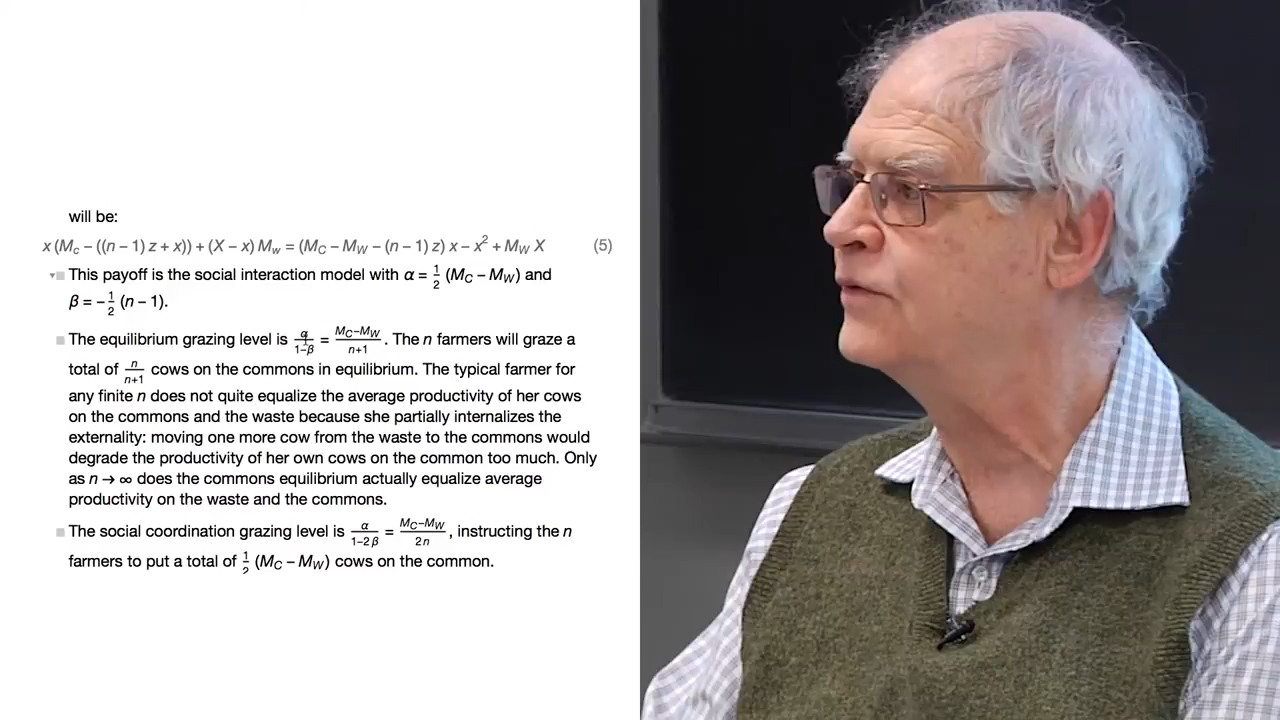 will be:
x (M_c − ((n − 1) z + x)) + (X − x) M_w = (M_C − M_W − (n − 1) z) x − x² + M_W X (5)
This payoff is the social interaction model with α = 1/2 (M_C − M_W) and
β = −1/2 (n − 1).
The equilibrium grazing level is α/(1−β) = (M_C−M_W)/(n+1). The n farmers will graze a
total of n/(n+1) cows on the commons in equilibrium. The typical farmer for
any finite n does not quite equalize the average productivity of her cows
on the commons and the waste because she partially internalizes the
externality: moving one more cow from the waste to the commons would
degrade the productivity of her own cows on the common too much. Only
as n → ∞ does the commons equilibrium actually equalize average
productivity on the waste and the commons.
The social coordination grazing level is α/(1−2β) = (M_C−M_W)/(2n), instructing the n
farmers to put a total of 1/2 (M_C − M_W) cows on the common.